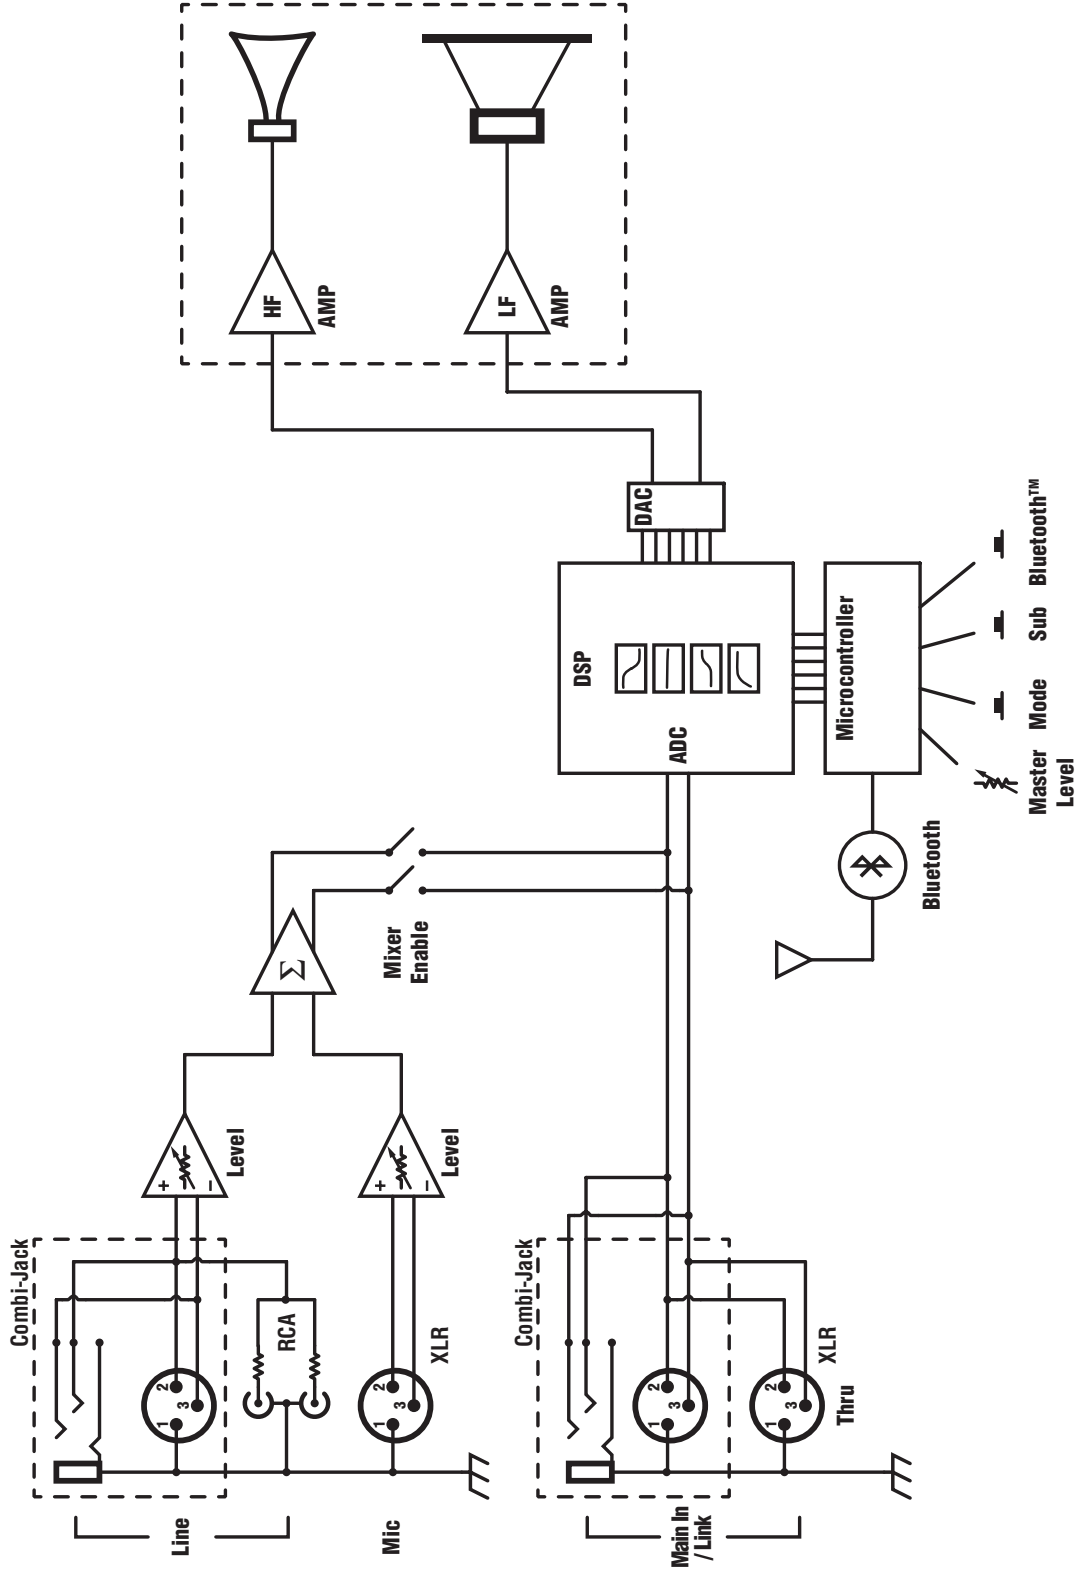 Line
Combi-Jack
1
2
3
RCA
+
−
Level
Mic
1
2
3
XLR
+
−
Level
Σ
Mixer
Enable
Main In
/ Link
Combi-Jack
1
2
3
1
2
3
XLR
Thru
ADC
DSP
DAC
Microcontroller
Bluetooth
Master
Level
Mode
Sub
Bluetooth™
HF
AMP
LF
AMP